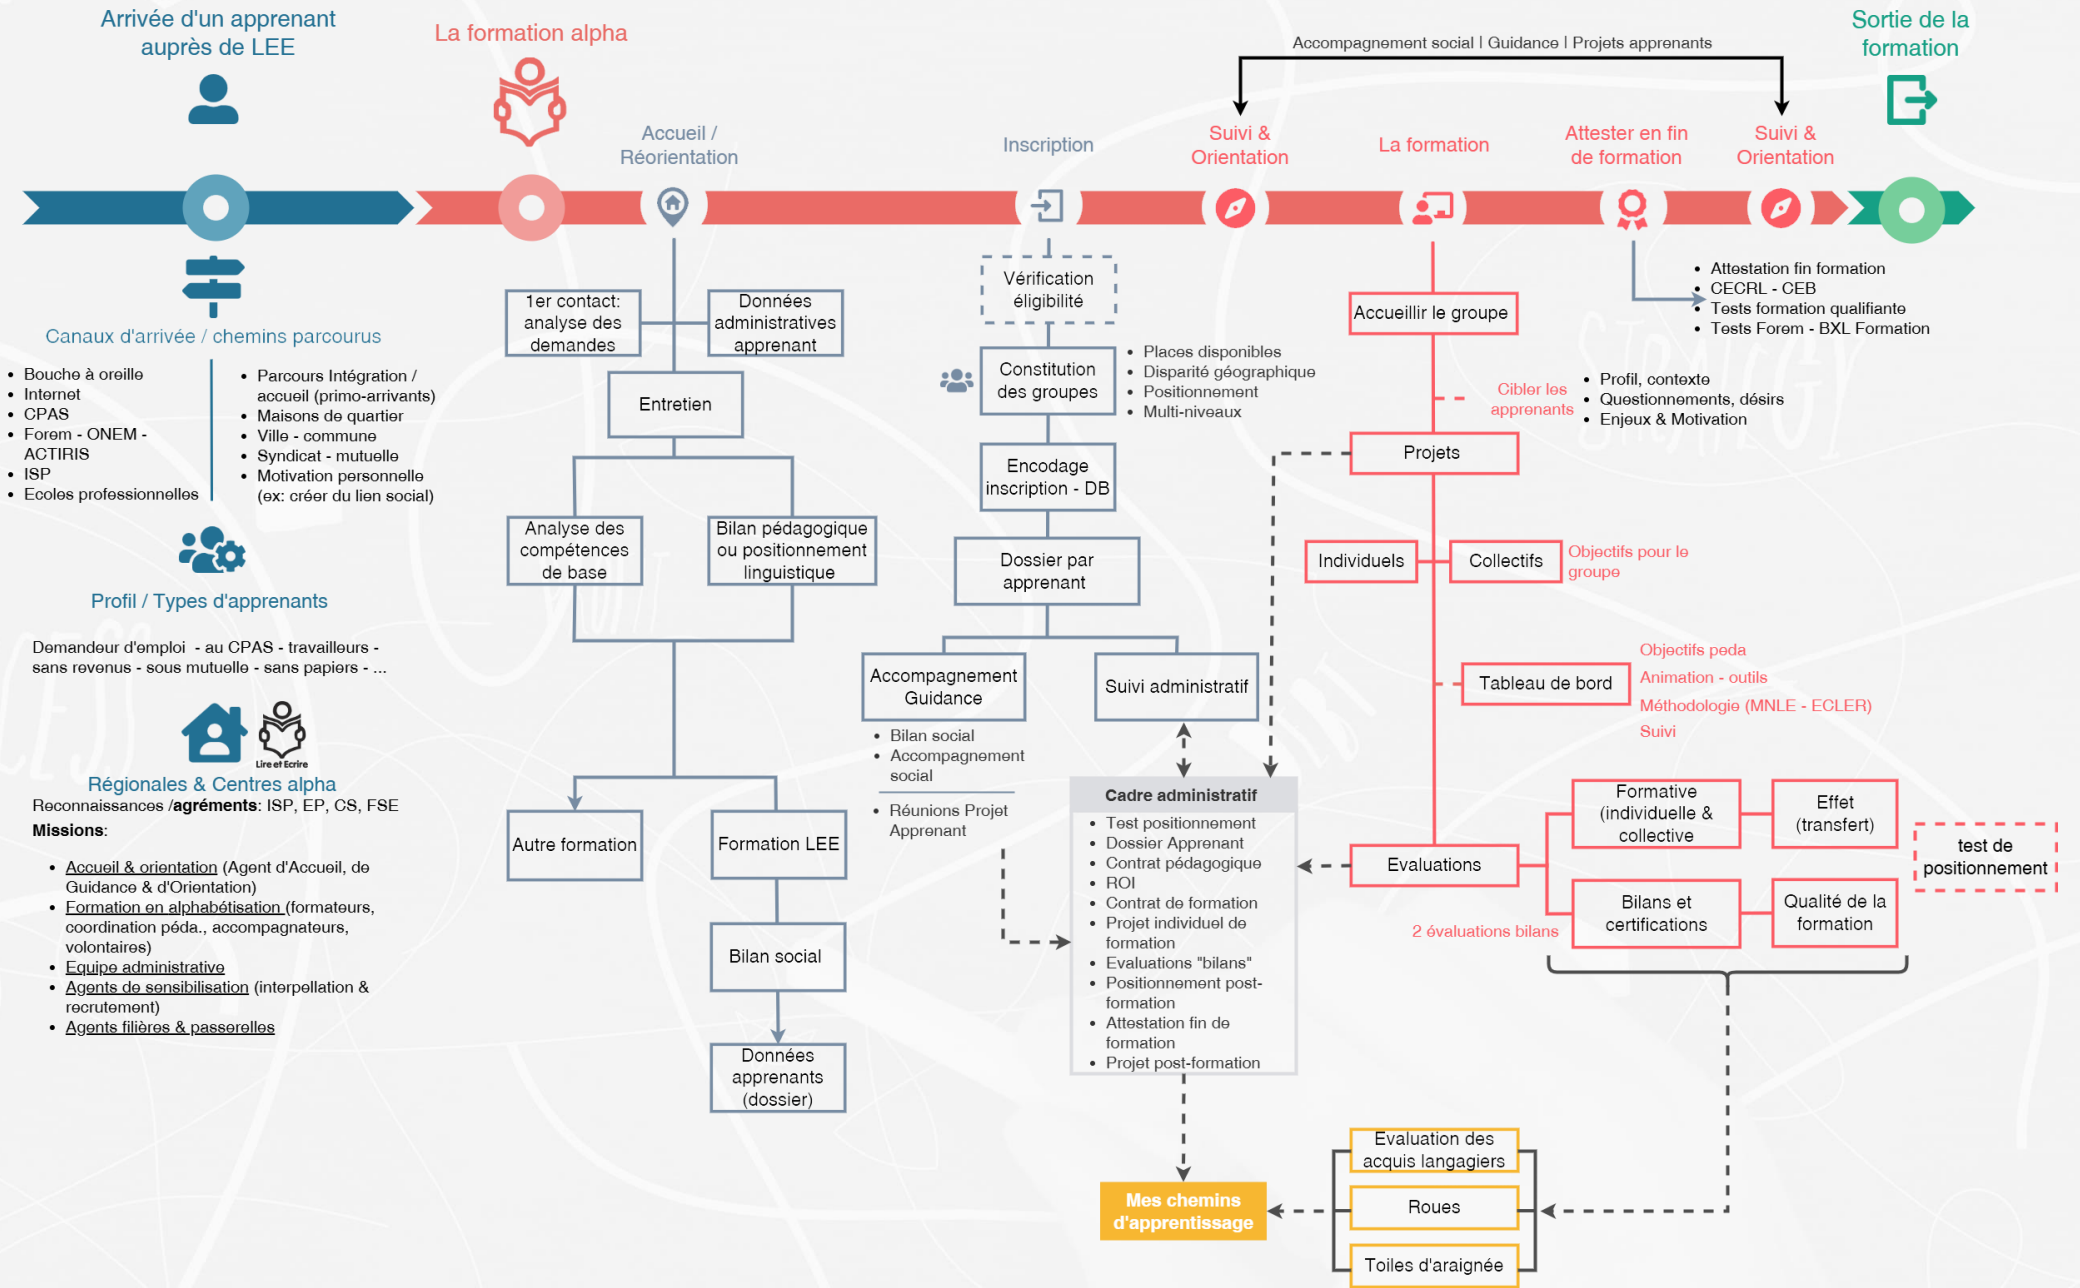 Arrivée d'un apprenant
auprès de LEE
La formation alpha
Accompagnement social | Guidance | Projets apprenants
Sortie de la
formation
Accueil /
Réorientation
Inscription
Suivi &
Orientation
La formation
Attester en fin
de formation
Suivi &
Orientation
Canaux d'arrivée / chemins parcourus
• Bouche à oreille
• Internet
• CPAS
• Forem - ONEM -
ACTIRIS
• ISP
• Ecoles professionnelles
• Parcours Intégration /
accueil (primo-arrivants)
• Maisons de quartier
• Ville - commune
• Syndicat - mutuelle
• Motivation personnelle
(ex: créer du lien social)
Profil / Types d'apprenants
Demandeur d'emploi - au CPAS - travailleurs -
sans revenus - sous mutuelle - sans papiers - ...
Lire et Ecrire
Régionales & Centres alpha
Reconnaissances /agréments: ISP, EP, CS, FSE
Missions:
• Accueil & orientation (Agent d'Accueil, de
Guidance & d'Orientation)
• Formation en alphabétisation (formateurs,
coordination péda., accompagnateurs,
volontaires)
• Equipe administrative
• Agents de sensibilisation (interpellation &
recrutement)
• Agents filières & passerelles
1er contact:
analyse des
demandes
Données
administratives
apprenant
Entretien
Analyse des
compétences
de base
Bilan pédagogique
ou positionnement
linguistique
Autre formation
Formation LEE
Bilan social
Données
apprenants
(dossier)
Vérification
éligibilité
Constitution
des groupes
• Places disponibles
• Disparité géographique
• Positionnement
• Multi-niveaux
Encodage
inscription - DB
Dossier par
apprenant
Accompagnement
Guidance
• Bilan social
• Accompagnement
social
• Réunions Projet
Apprenant
Suivi administratif
Cadre administratif
• Test positionnement
• Dossier Apprenant
• Contrat pédagogique
• ROI
• Contrat de formation
• Projet individuel de
formation
• Evaluations "bilans"
• Positionnement post-
formation
• Attestation fin de
formation
• Projet post-formation
Accueillir le groupe
Cibler les
apprenants
• Profil, contexte
• Questionnements, désirs
• Enjeux & Motivation
Projets
Individuels
Collectifs
Objectifs pour le
groupe
Tableau de bord
Objectifs peda
Animation - outils
Méthodologie (MNLE - ECLER)
Suivi
Evaluations
Formative
(individuelle &
collective
Effet
(transfert)
2 évaluations bilans
Bilans et
certifications
Qualité de la
formation
test de
positionnement
• Attestation fin formation
• CECRL - CEB
• Tests formation qualifiante
• Tests Forem - BXL Formation
Mes chemins
d'apprentissage
Evaluation des
acquis langagiers
Roues
Toiles d'araignée